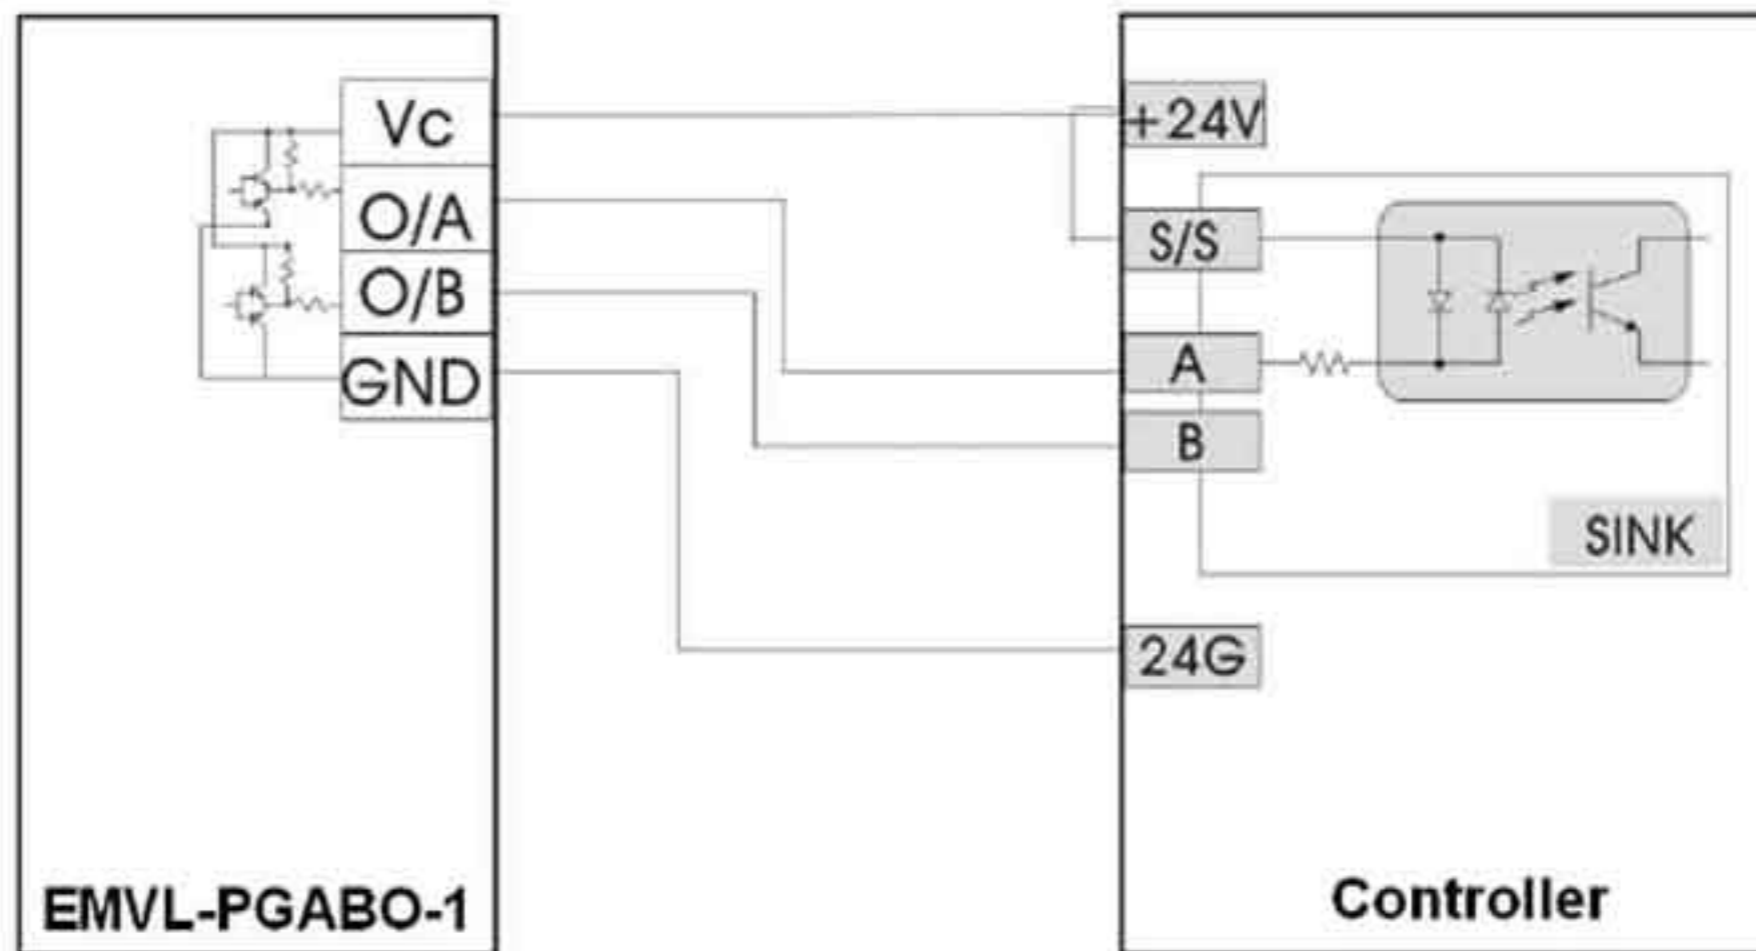 Vc
O/A
O/B
GND
EMVL-PGABO-1
+24V
S/S
A
B
SINK
24G
Controller